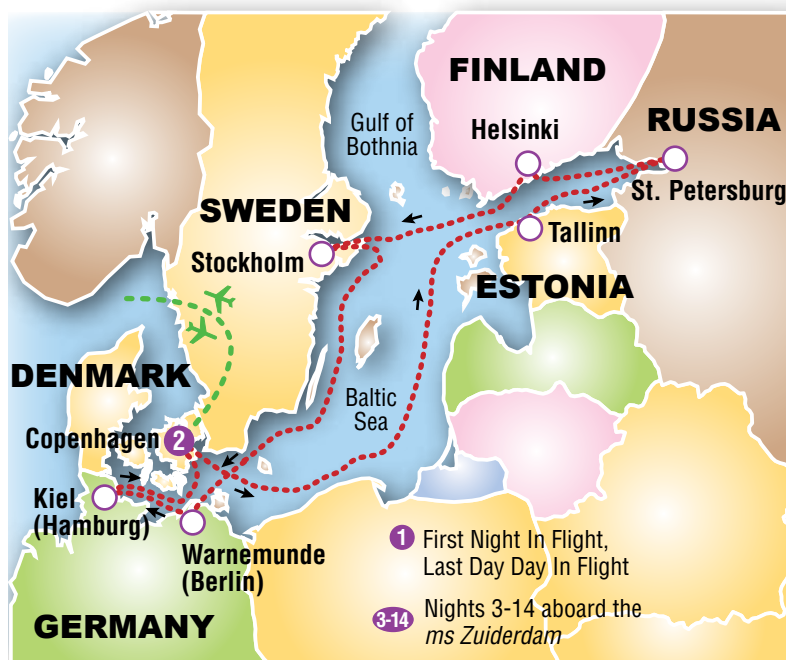 FINLAND
Gulf of
Bothnia
Helsinki
RUSSIA
St. Petersburg
SWEDEN
Stockholm
Tallinn
ESTONIA
DENMARK
Baltic
Sea
Copenhagen 2
Kiel
(Hamburg)
Warnemunde
(Berlin)
GERMANY
1 First Night In Flight,
Last Day Day In Flight
3-14 Nights 3-14 aboard the
ms Zuiderdam